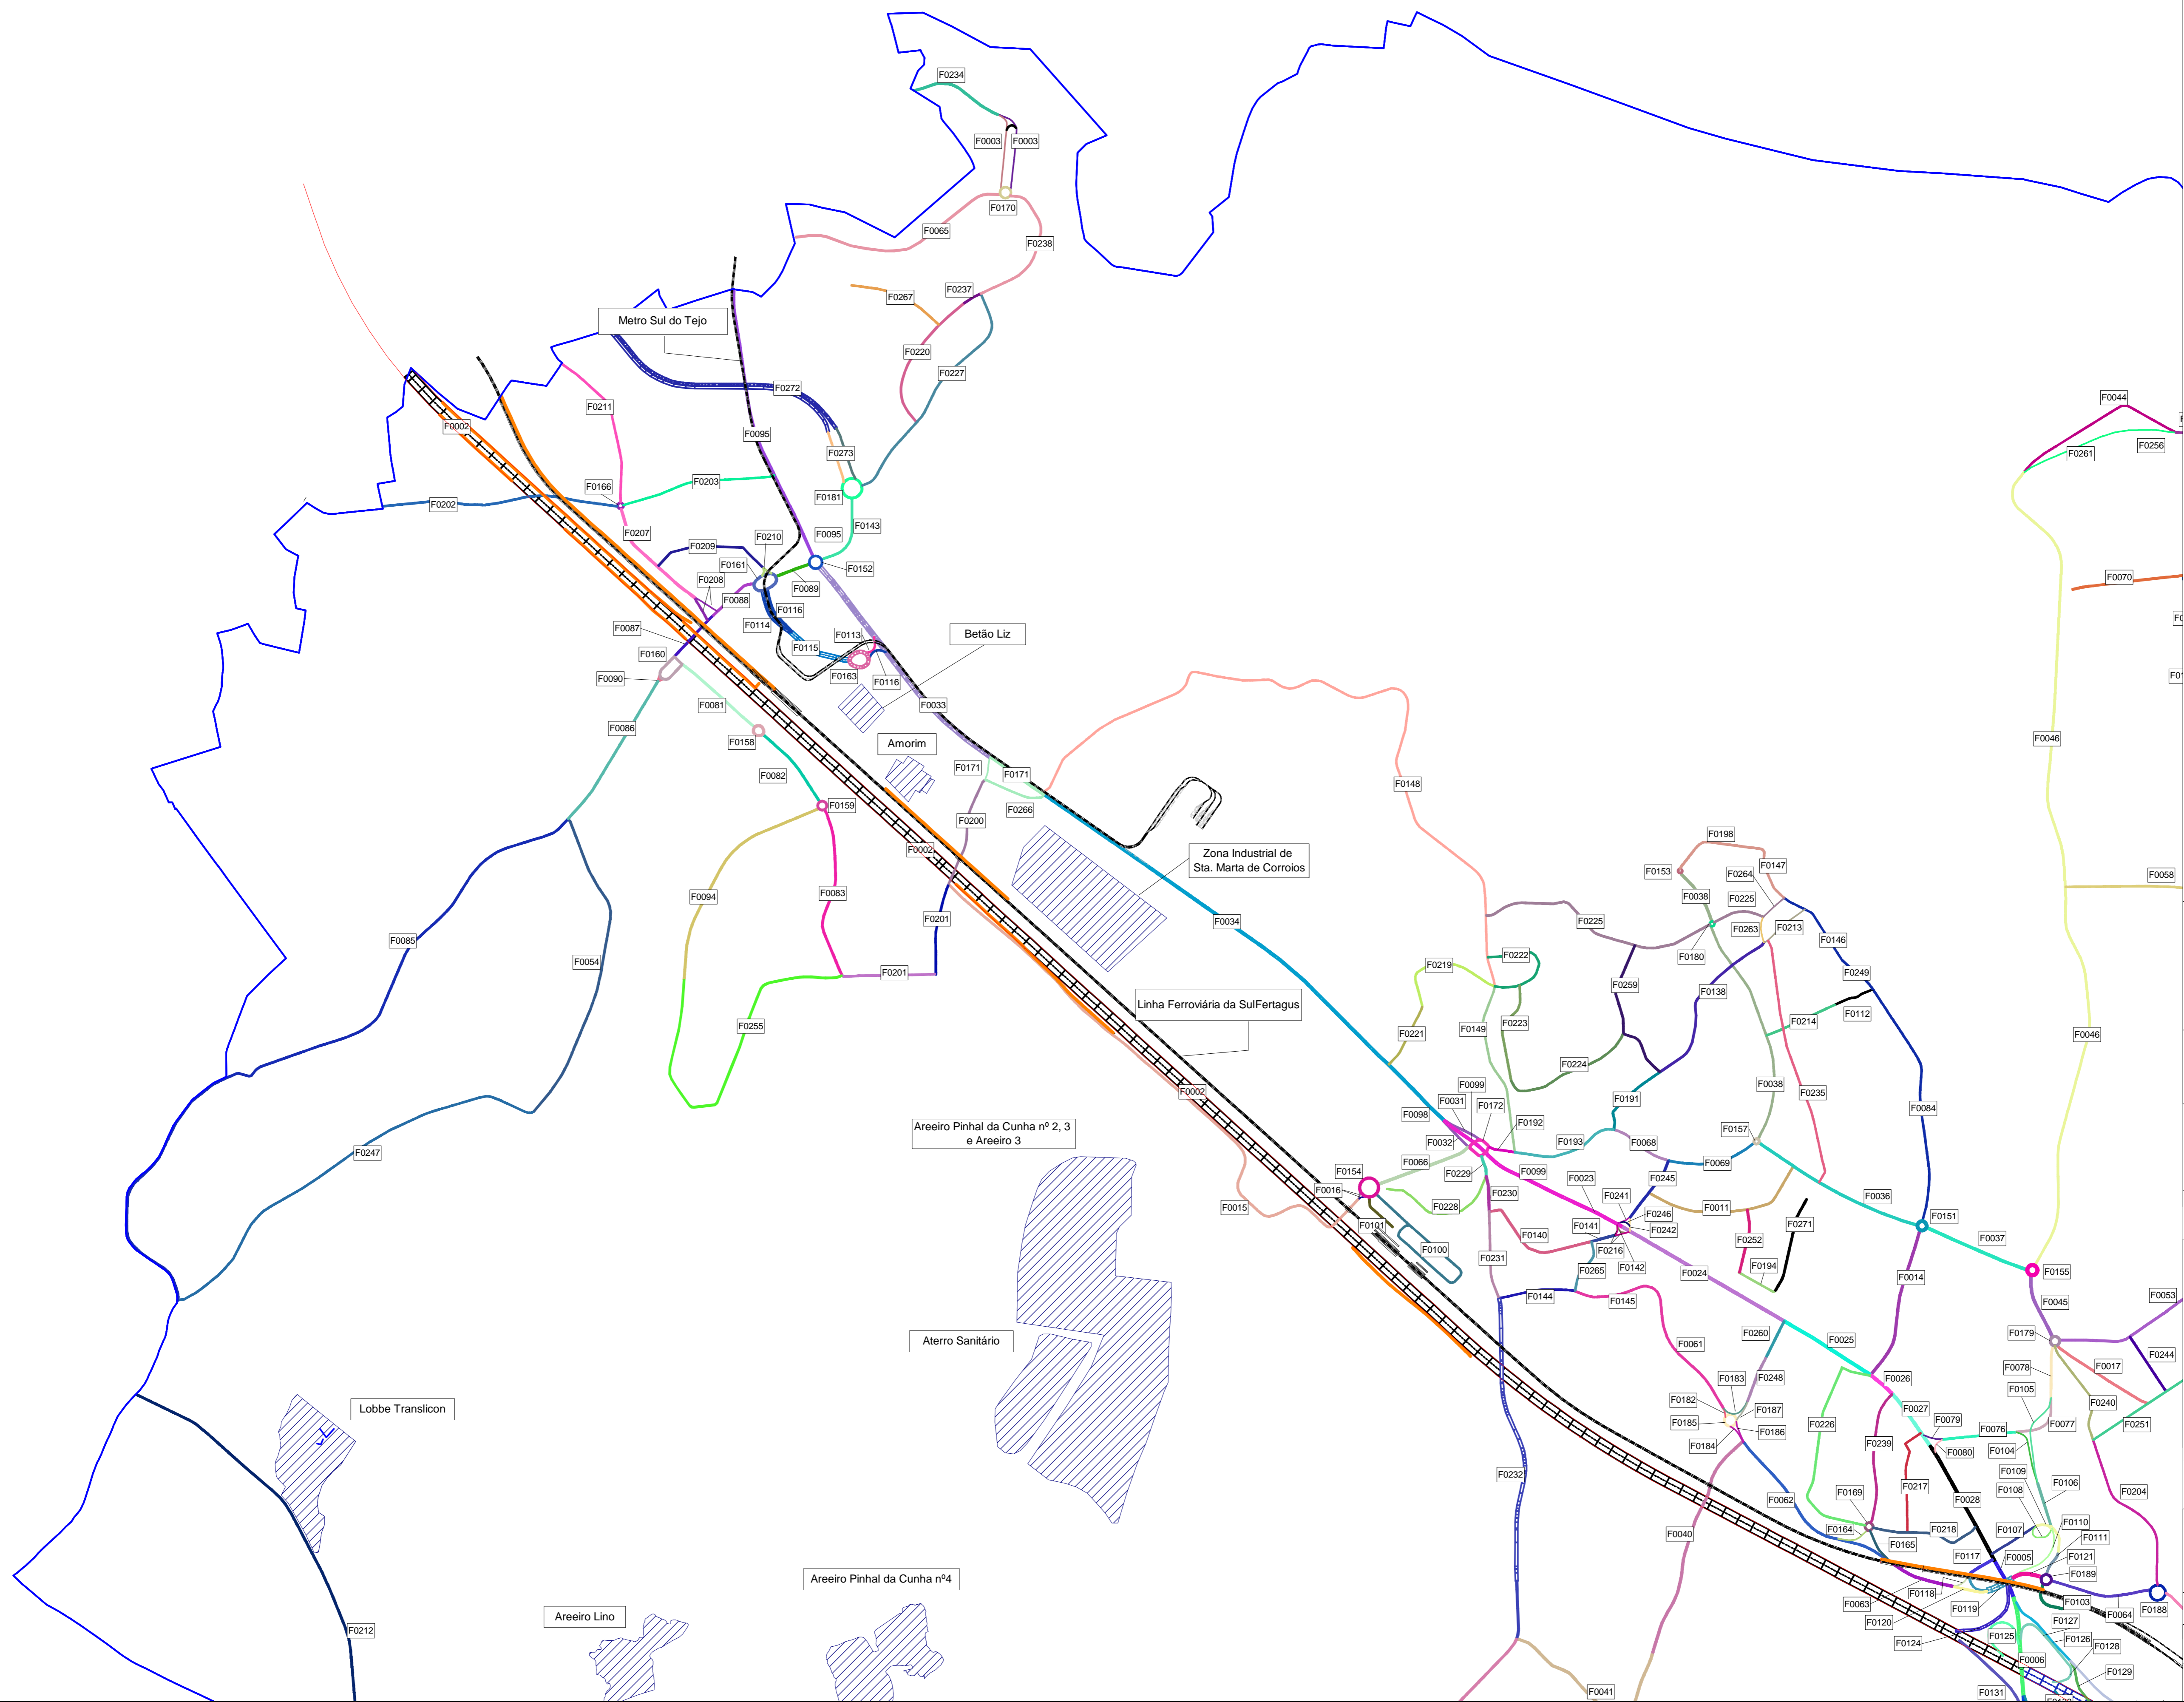 F0234
F0003
F0003
F0170
F0065
F0238
F0237
F0267
Metro Sul do Tejo
F0220
F0227
F0272
F0044
F0211
F0256
F0002
F0095
F0273
F0261
F0203
F0166
F0181
F0202
F0143
F0207
F0210
F0095
F0209
F0161
F0152
F0070
F0208
F0089
F0088
F0116
F0114
F0087
Betão Liz
F0113
F0115
F0160
F0163
F0116
F0090
F0081
F0033
F0086
F0158
Amorim
F0046
F0171
F0171
F0082
F0148
F0159
F0266
F0200
F0198
F0002
Zona Industrial de
Sta. Marta de Corroios
F0147
F0153
F0264
F0058
F0094
F0083
F0038
F0225
F0201
F0034
F0225
F0263
F0213
F0085
F0146
F0222
F0180
F0054
F0219
F0201
F0249
F0259
F0138
Linha Ferroviária da SulFertagus
F0112
F0255
F0149
F0223
F0214
F0221
F0046
F0224
F0099
F0038
F0002
F0235
F0031
F0172
F0191
F0084
F0098
F0192
Areeiro Pinhal da Cunha nº 2, 3
e Areeiro 3
F0157
F0032
F0193
F0068
F0247
F0066
F0229
F0069
F0154
F0099
F0023
F0245
F0016
F0230
F0241
F0036
F0015
F0228
F0011
F0246
F0151
F0101
F0141
F0242
F0271
F0140
F0252
F0037
F0100
F0216
F0231
F0142
F0194
F0265
F0024
F0014
F0155
F0144
F0145
F0053
F0045
F0260
F0179
Aterro Sanitário
F0061
F0025
F0244
F0078
F0017
F0183
F0248
F0026
F0105
F0182
F0240
Lobbe Translicon
F0187
F0027
F0185
F0226
F0079
F0077
F0251
F0186
F0076
F0184
F0239
F0080
F0104
F0232
F0109
F0106
F0217
F0108
F0169
F0204
F0062
F0028
F0110
F0164
F0218
F0107
F0040
F0165
F0111
F0117
F0005
F0121
Areeiro Pinhal da Cunha nº4
F0189
F0118
F0063
F0103
F0119
F0188
Areeiro Lino
F0064
F0120
F0127
F0212
F0125
F0126
F0124
F0128
F0006
F0129
F0041
F0131